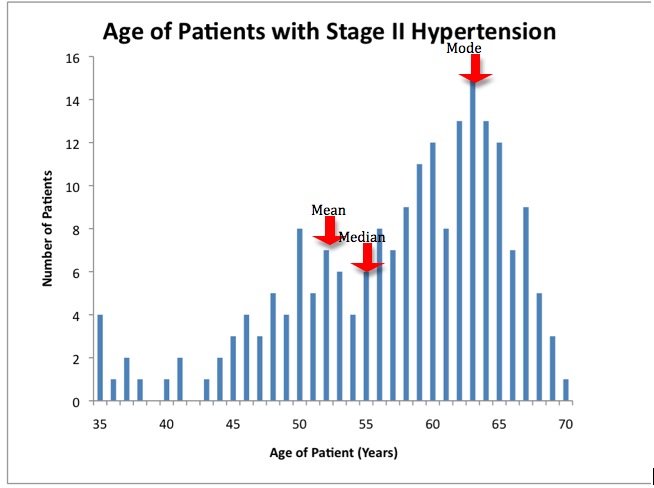 Age of Patients with Stage II Hypertension
Mode
16
14
12
10
8
6
4
2
0
Number of Patients
Mean
Median
35 40 45 50 55 60 65 70
Age of Patient (Years)